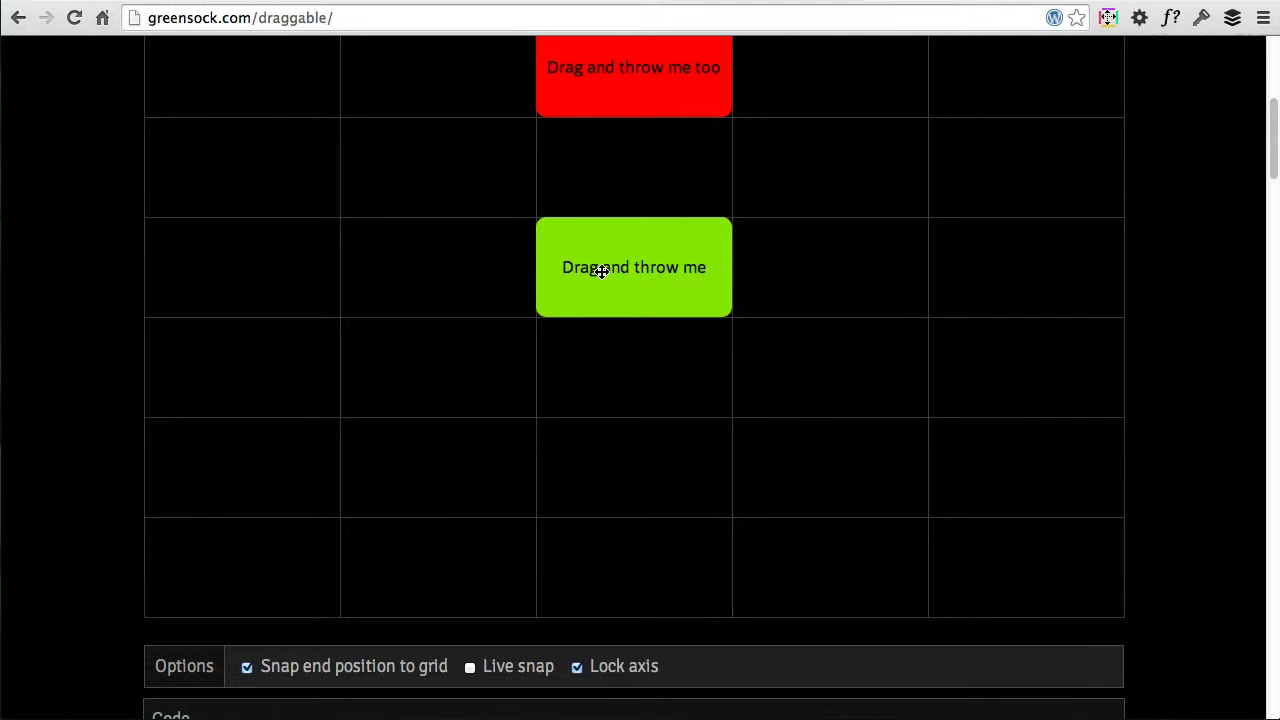 greensock.com/draggable/
Drag and throw me too
Drag and throw me
Options Snap end position to grid Live snap Lock axis
Code